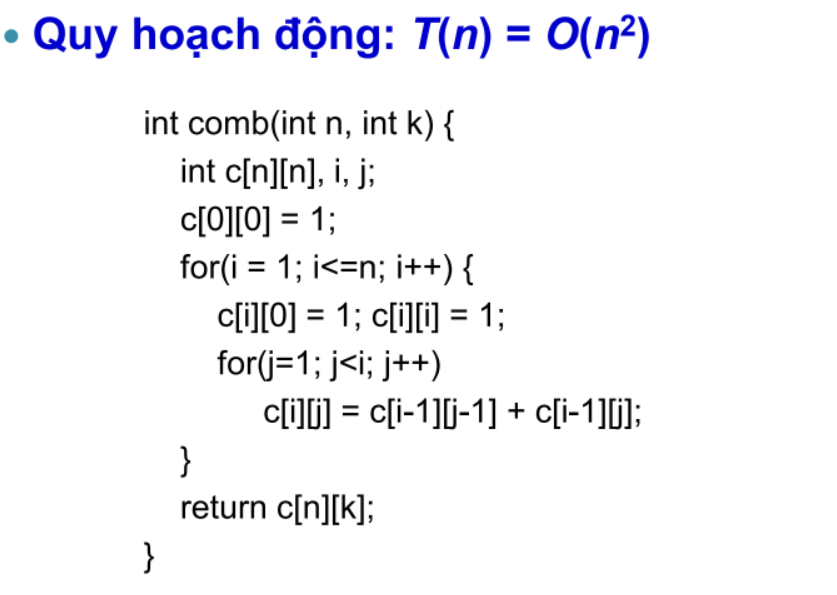 • Quy hoạch động: T(n) = O(n²)
int comb(int n, int k) {
int c[n][n], i, j;
c[0][0] = 1;
for(i = 1; i<=n; i++) {
c[i][0] = 1; c[i][i] = 1;
for(j=1; j<i; j++)
c[i][j] = c[i-1][j-1] + c[i-1][j];
}
return c[n][k];
}